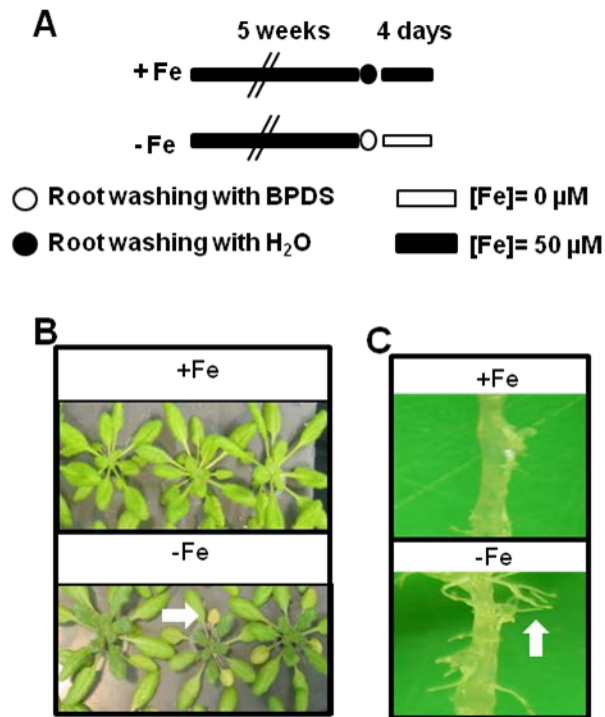 A
5 weeks 4 days
+ Fe
- Fe
Root washing with BPDS [Fe]= 0 µM
Root washing with H₂O [Fe]= 50 µM
B
+Fe
-Fe
C
+Fe
-Fe